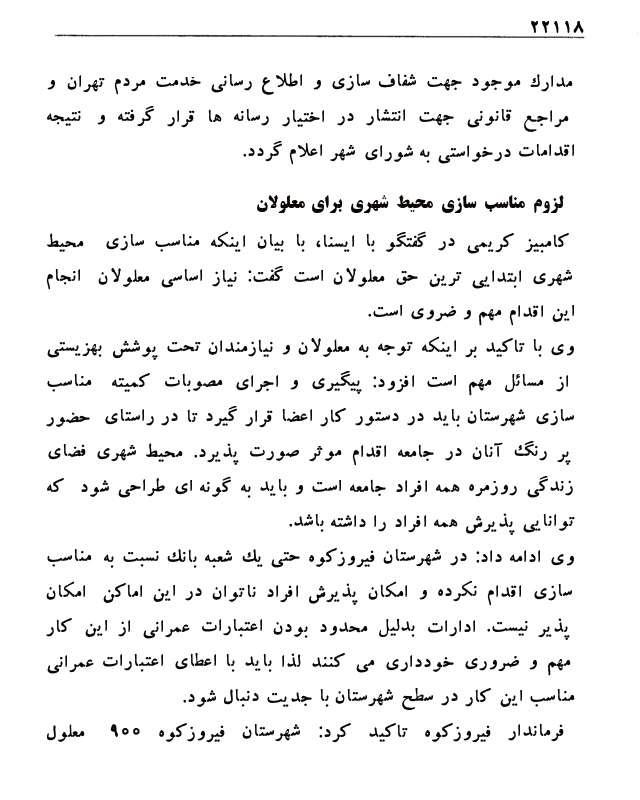 ۲۲۱۱۸
مدارك موجود جهت شفاف سازی و اطلاع رسانی خدمت مردم تهران و
مراجع قانونی جهت انتشار در اختیار رسانه ها قرار گرفته و نتیجه
اقدامات درخواستی به شورای شهر اعلام گردد.
لزوم مناسب سازی محیط شهری برای معلولان
کامبیز کریمی در گفتگو با ایسنا، با بیان اینکه مناسب سازی محیط
شهری ابتدایی ترین حق معلولان است گفت: نیاز اساسی معلولان انجام
این اقدام مهم و ضروی است.
وی با تاکید بر اینکه توجه به معلولان و نیازمندان تحت پوشش بهزیستی
از مسائل مهم است افزود: پیگیری و اجرای مصوبات کمیته مناسب
سازی شهرستان باید در دستور کار اعضا قرار گیرد تا در راستای حضور
پر رنگ آنان در جامعه اقدام موثر صورت پذیرد. محیط شهری فضای
زندگی روزمره همه افراد جامعه است و باید به گونه ای طراحی شود که
توانایی پذیرش همه افراد را داشته باشد.
وی ادامه داد: در شهرستان فیروزکوه حتی یك شعبه بانك نسبت به مناسب
سازی اقدام نکرده و امکان پذیرش افراد ناتوان در این اماکن امکان
پذیر نیست. ادارات بدلیل محدود بودن اعتبارات عمرانی از این کار
مهم و ضروری خودداری می کنند لذا باید با اعطای اعتبارات عمرانی
مناسب این کار در سطح شهرستان با جدیت دنبال شود.
فرماندار فیروزکوه تاکید کرد: شهرستان فیروزکوه ۹۰۰ معلول